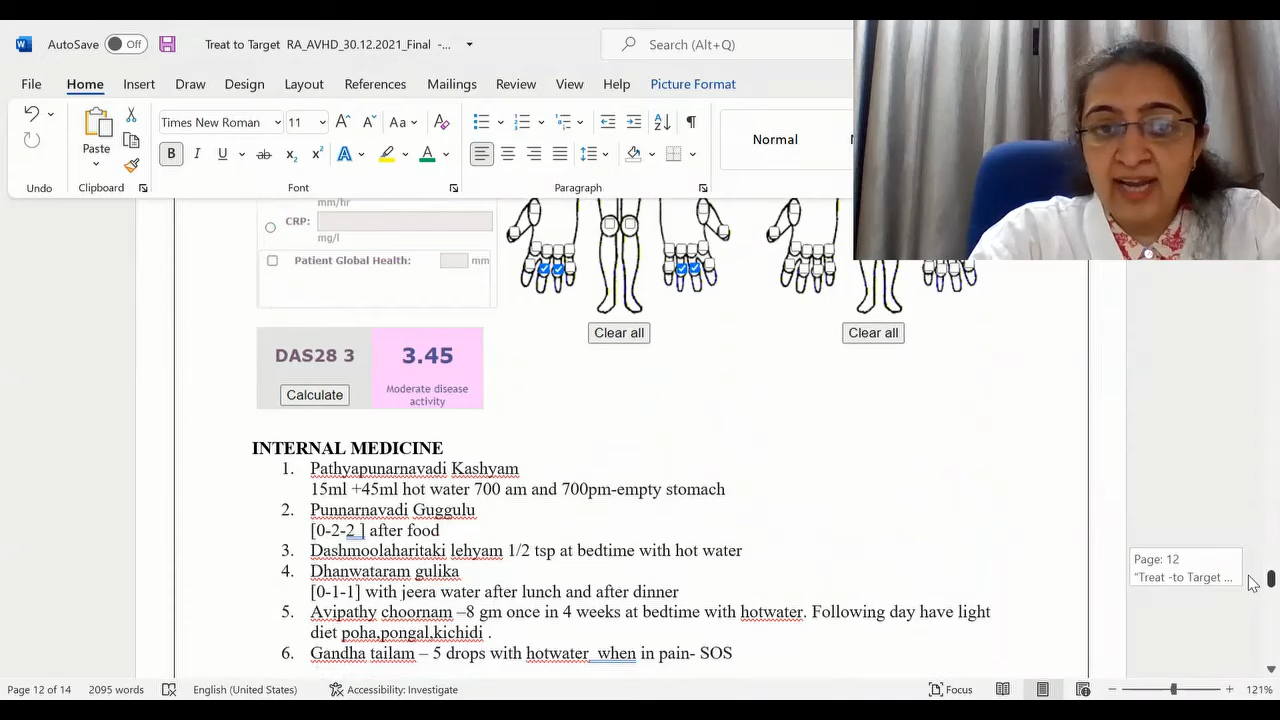 AutoSave Off Treat to Target RA_AVHD_30.12.2021_Final -... Search (Alt+Q)
File Home Insert Draw Design Layout References Mailings Review View Help Picture Format
Times New Roman 11 Aa
Paste
B I U ab x₂ x² A A
Normal
Undo Clipboard Font Paragraph
mm/hr
CRP:
mg/l
Patient Global Health: mm
Clear all Clear all
DAS28 3 3.45
Calculate Moderate disease
activity
INTERNAL MEDICINE
1. Pathyapunarnavadi Kashyam
15ml +45ml hot water 700 am and 700pm-empty stomach
2. Punnarnavadi Guggulu
[0-2-2 ] after food
3. Dashmoolaharitaki lehyam 1/2 tsp at bedtime with hot water
4. Dhanwataram gulika
[0-1-1] with jeera water after lunch and after dinner
5. Avipathy choornam –8 gm once in 4 weeks at bedtime with hotwater. Following day have light
diet poha,pongal,kichidi .
6. Gandha tailam – 5 drops with hotwater when in pain- SOS
Page: 12
"Treat -to Target ...
Page 12 of 14 2095 words English (United States) Accessibility: Investigate Focus 121%